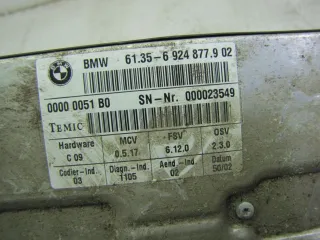 BMW 61.35-6 924 877.9 02
0000 0051 B0 SN-Nr. 000023549
TEMIC
Hardware MCV FSV OSV
C 09 0.5.17 6.12.0 2.3.0
Codier-Ind. Diagn.-Ind. Aend.-Ind. Datum
03 1105 02 50/02